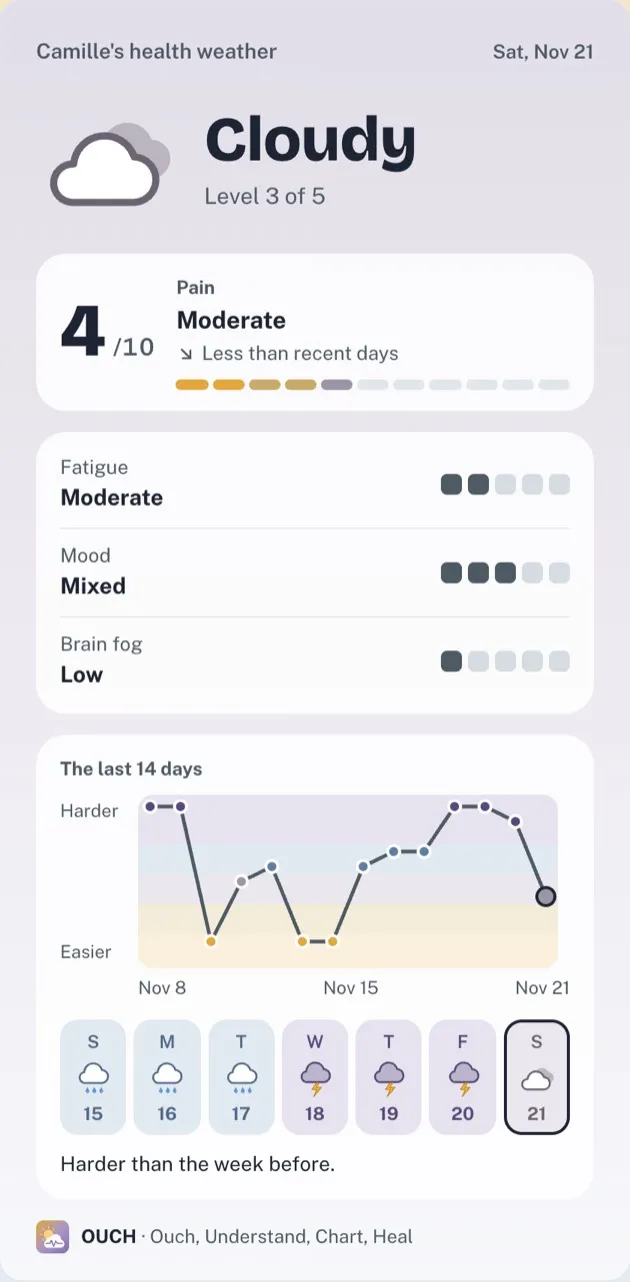 Camille's health weather
Sat, Nov 21
Cloudy
Level 3 of 5
4 /10
Pain
Moderate
↘ Less than recent days
Fatigue
Moderate
Mood
Mixed
Brain fog
Low
The last 14 days
Harder
Easier
Nov 8 Nov 15 Nov 21
S M T W T F S
15 16 17 18 19 20 21
Harder than the week before.
OUCH · Ouch, Understand, Chart, Heal